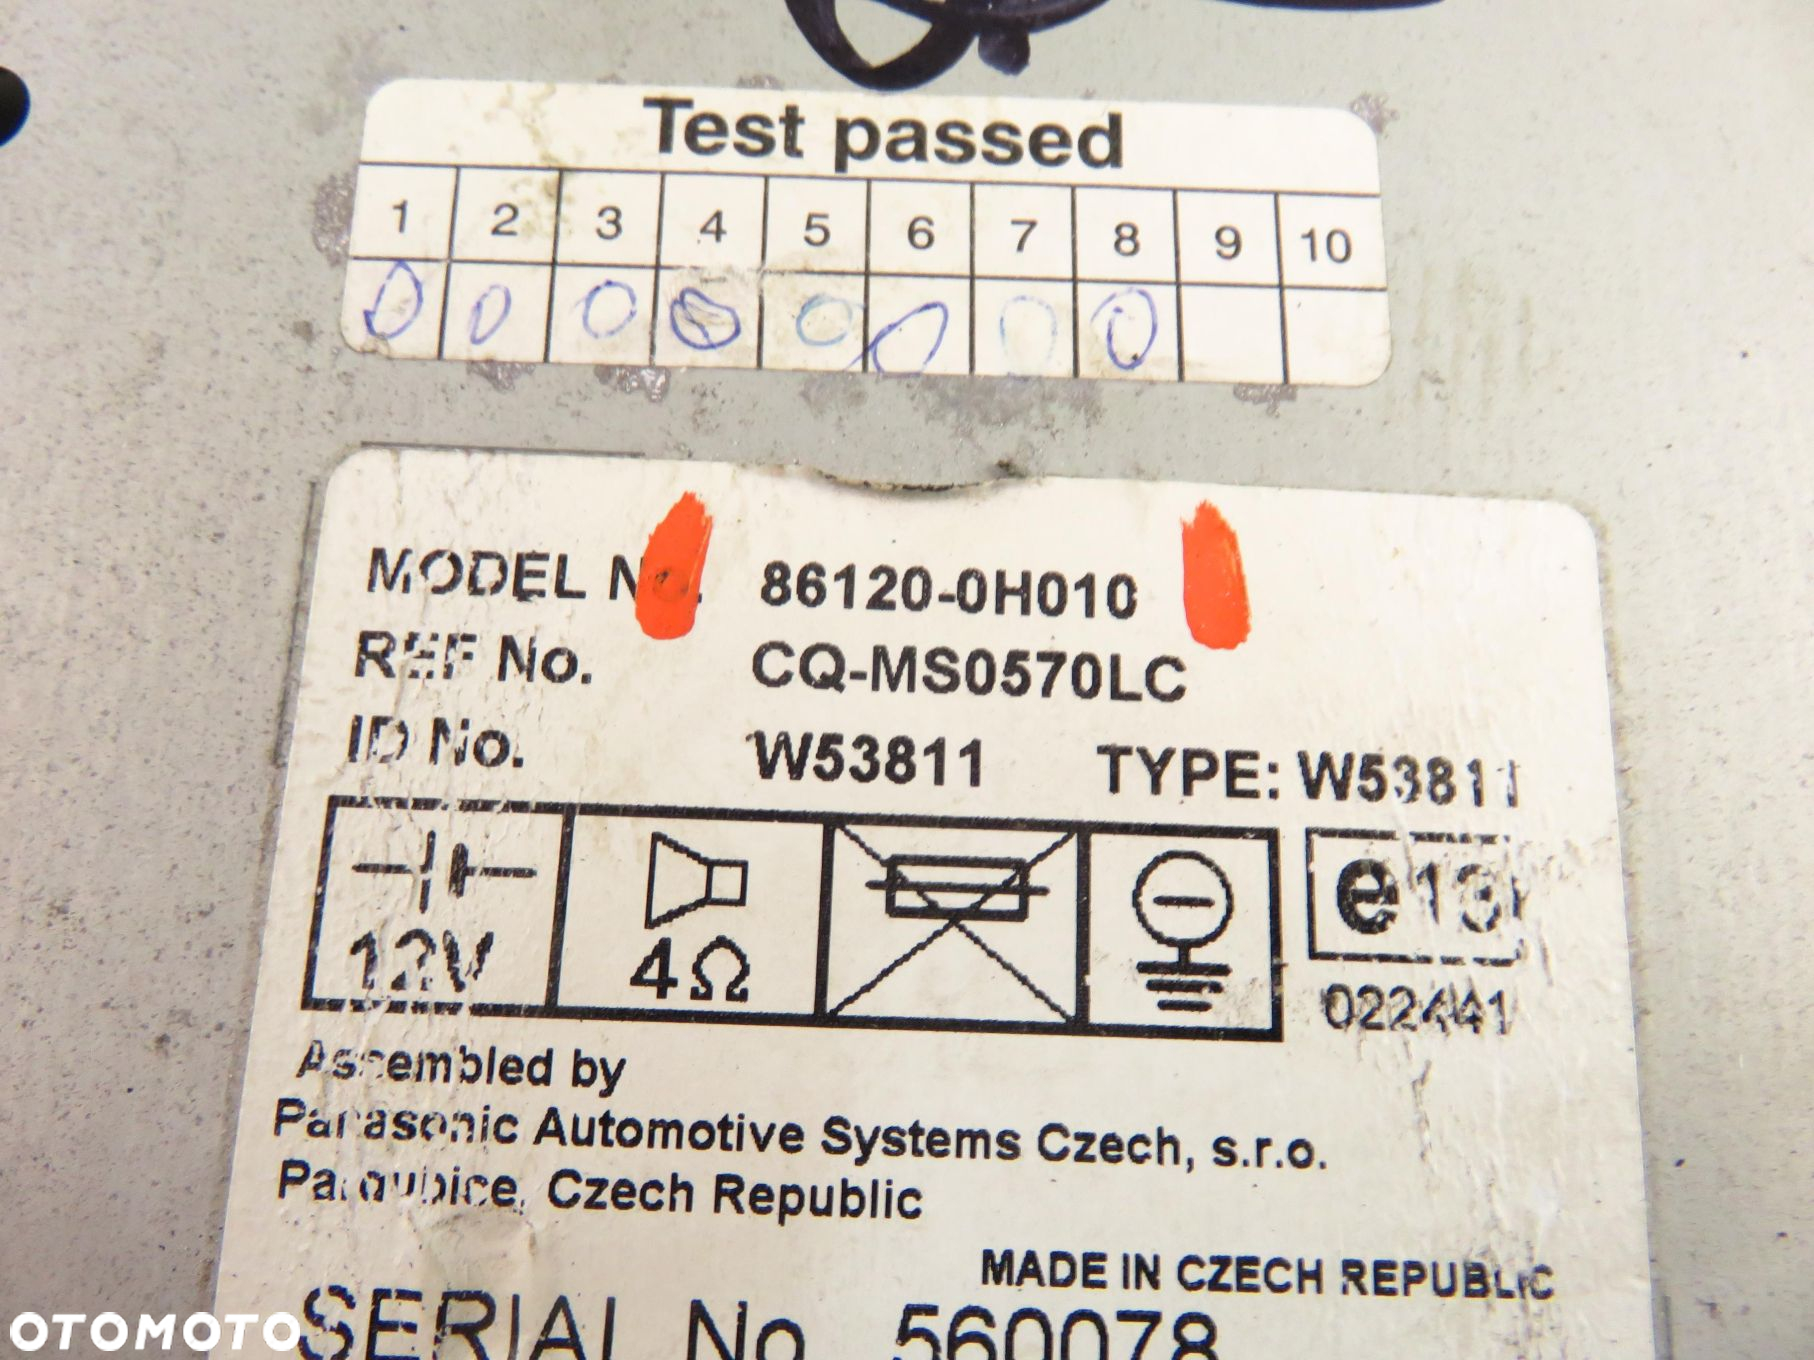 Test passed
1 2 3 4 5 6 7 8 9 10
MODEL No. 86120-0H010
REF No. CQ-MS0570LC
ID No. W53811 TYPE: W53811
12V 4Ω e13
022441
Assembled by
Panasonic Automotive Systems Czech, s.r.o.
Pardubice, Czech Republic
MADE IN CZECH REPUBLIC
SERIAL No. 560078
OTOMOTO